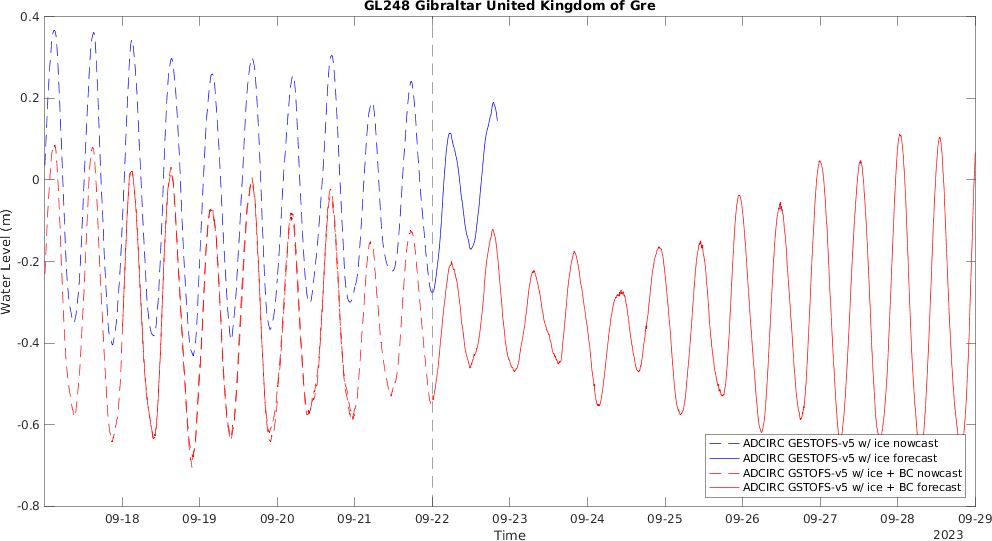 GL248 Gibraltar United Kingdom of Gre
0.4
0.2
0
-0.2
-0.4
-0.6
-0.8
Water Level (m)
ADCIRC GESTOFS-v5 w/ ice nowcast
ADCIRC GESTOFS-v5 w/ ice forecast
ADCIRC GSTOFS-v5 w/ ice + BC nowcast
ADCIRC GSTOFS-v5 w/ ice + BC forecast
09-18 09-19 09-20 09-21 09-22 09-23 09-24 09-25 09-26 09-27 09-28 09-29
Time
2023